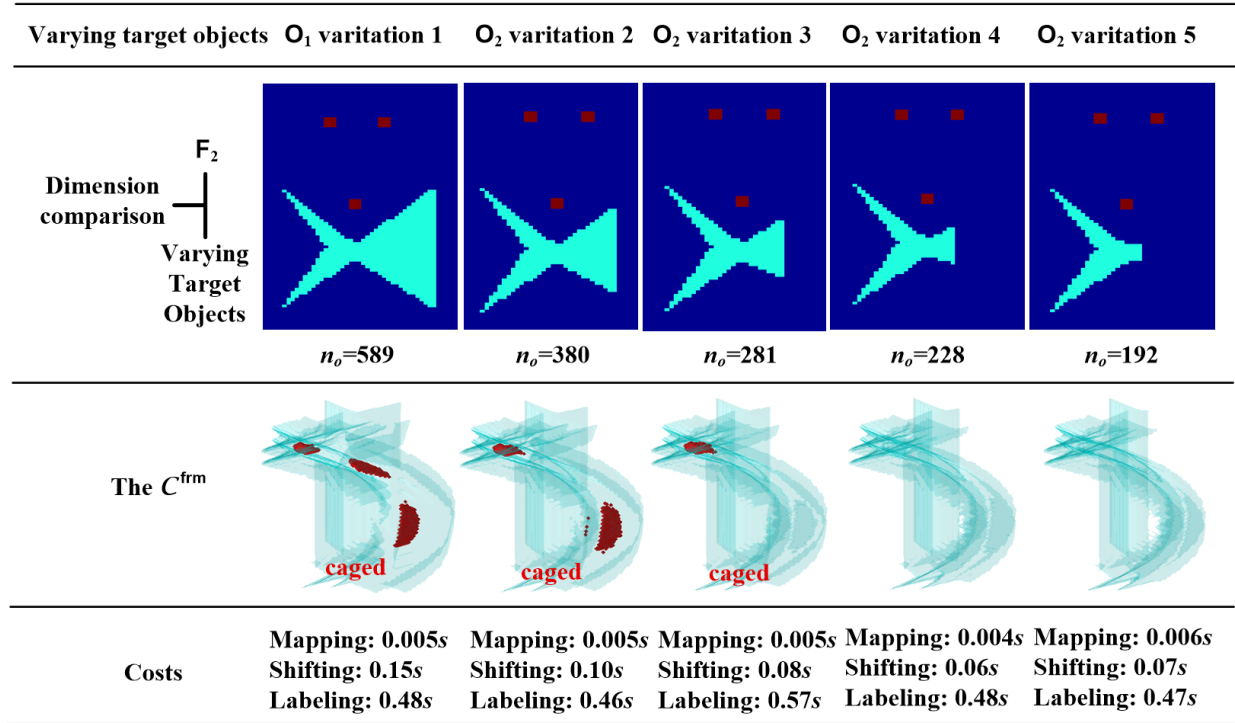 Varying target objects O₁ varitation 1 O₂ varitation 2 O₂ varitation 3 O₂ varitation 4 O₂ varitation 5
F₂
Dimension
comparison
Varying
Target
Objects
nₒ=589 nₒ=380 nₒ=281 nₒ=228 nₒ=192
The C^frm
caged caged caged
Costs
Mapping: 0.005s Mapping: 0.005s Mapping: 0.005s Mapping: 0.004s Mapping: 0.006s
Shifting: 0.15s Shifting: 0.10s Shifting: 0.08s Shifting: 0.06s Shifting: 0.07s
Labeling: 0.48s Labeling: 0.46s Labeling: 0.57s Labeling: 0.48s Labeling: 0.47s